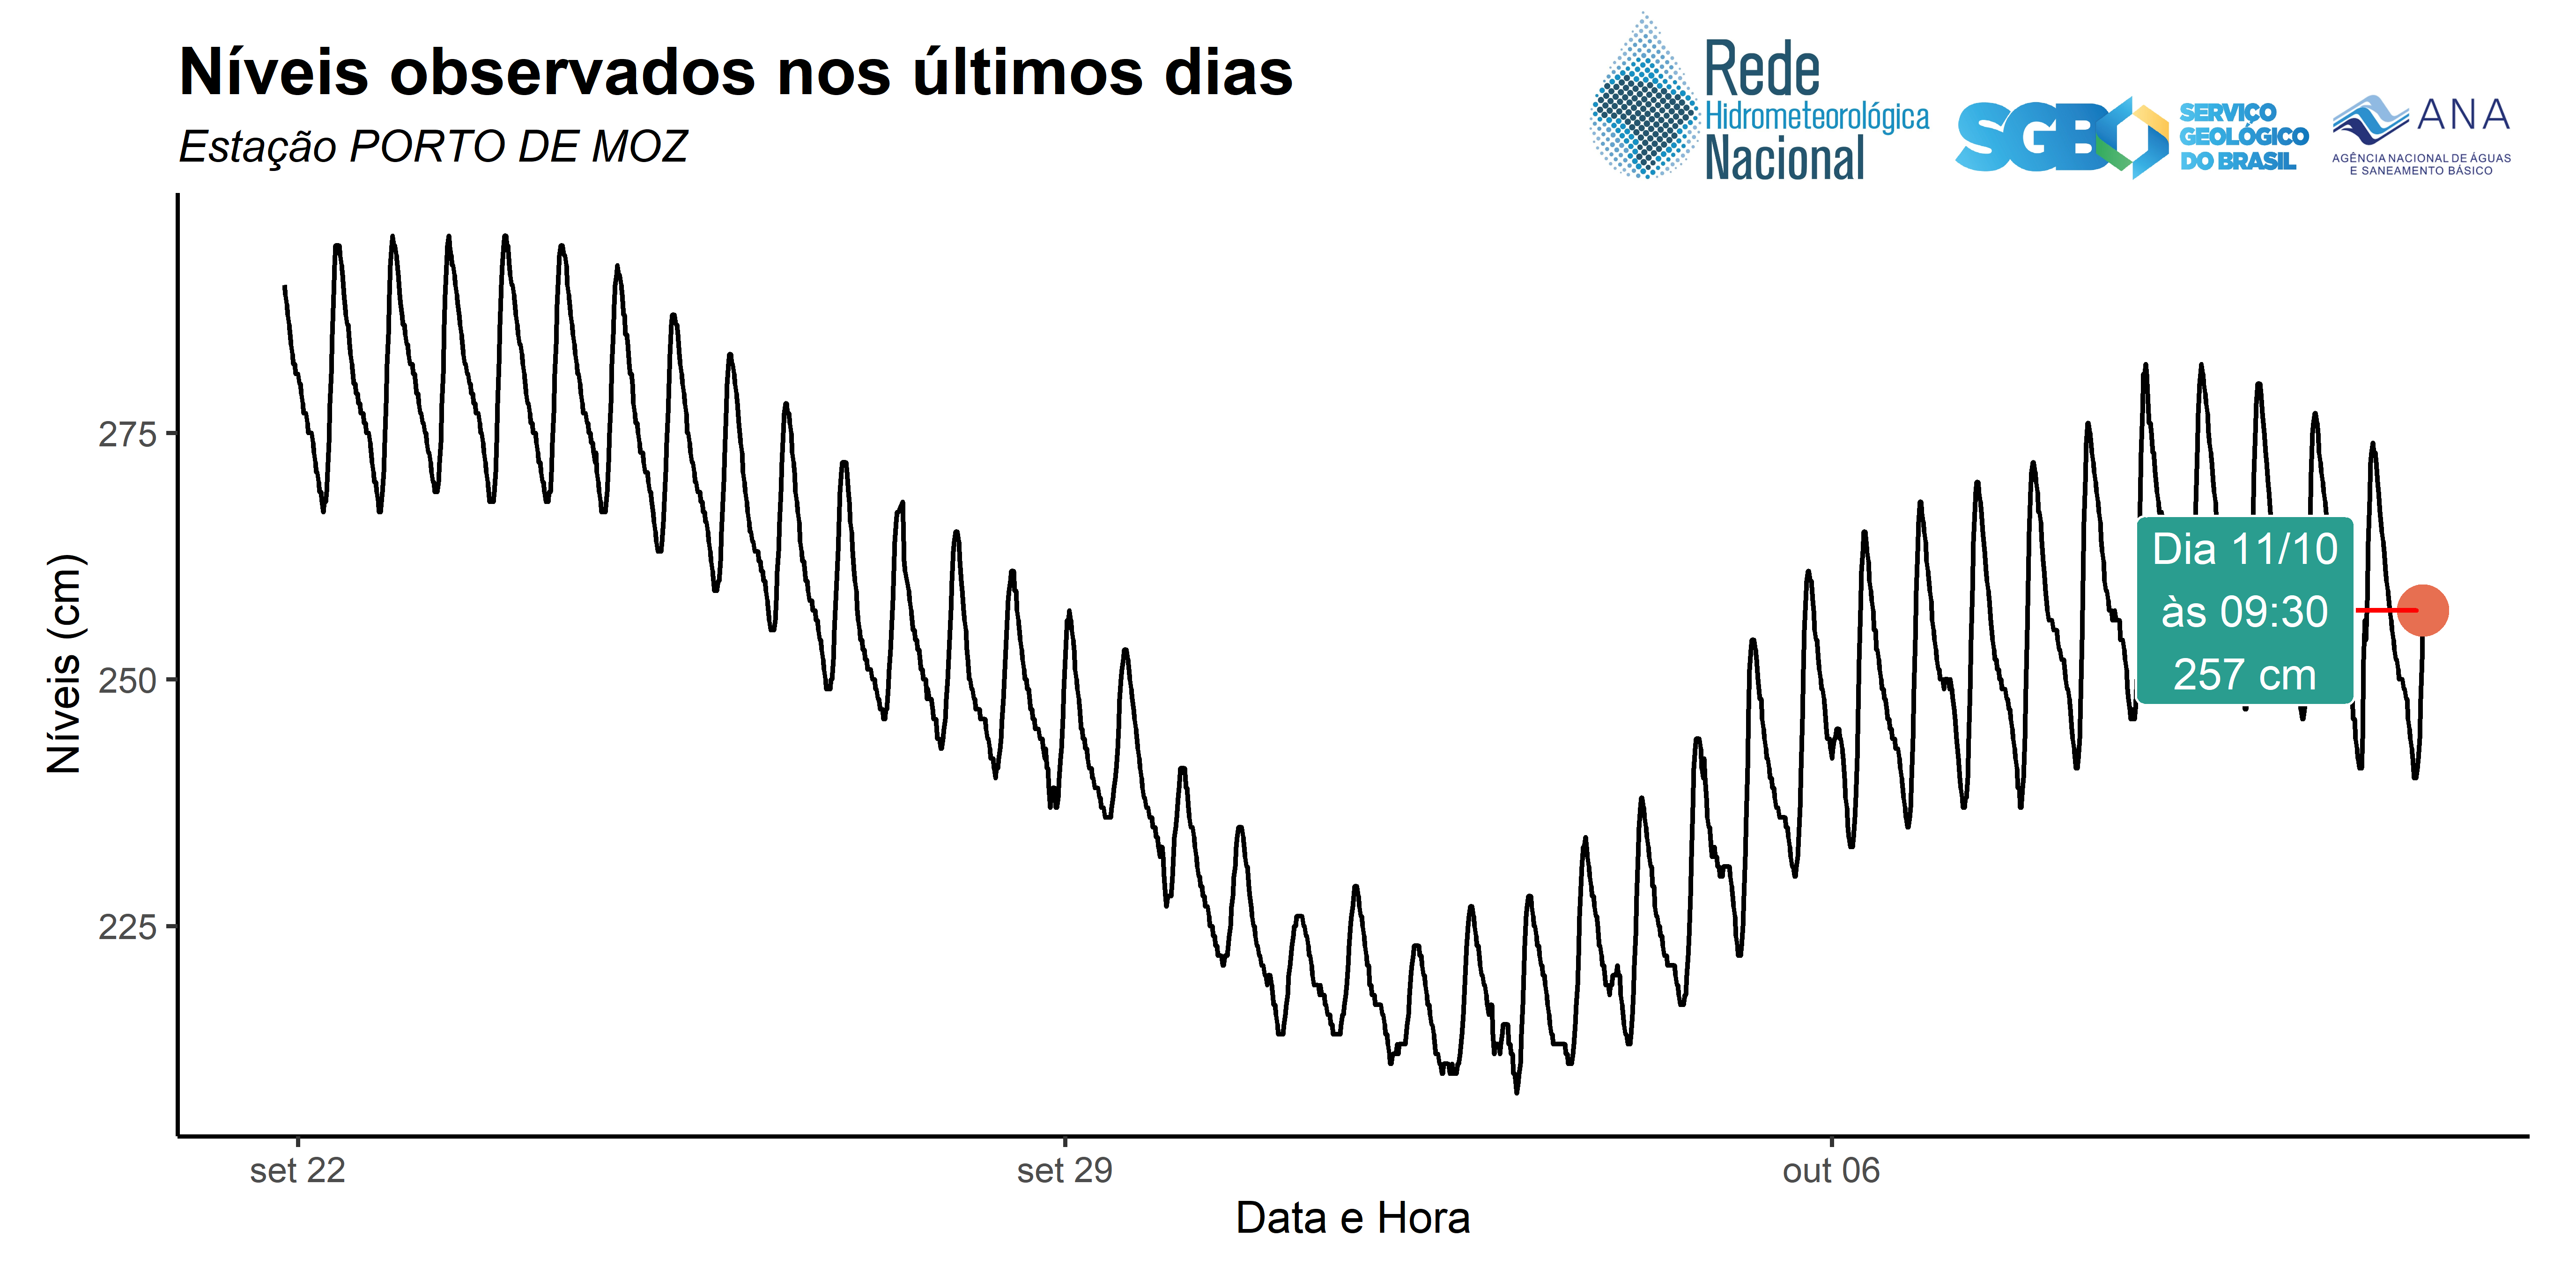 Níveis observados nos últimos dias
Estação PORTO DE MOZ
Rede
Hidrometeorológica
Nacional
SGB
SERVIÇO
GEOLÓGICO
DO BRASIL
ANA
AGÊNCIA NACIONAL DE ÁGUAS
E SANEAMENTO BÁSICO
Níveis (cm)
275
250
225
Dia 11/10
às 09:30
257 cm
set 22
set 29
out 06
Data e Hora